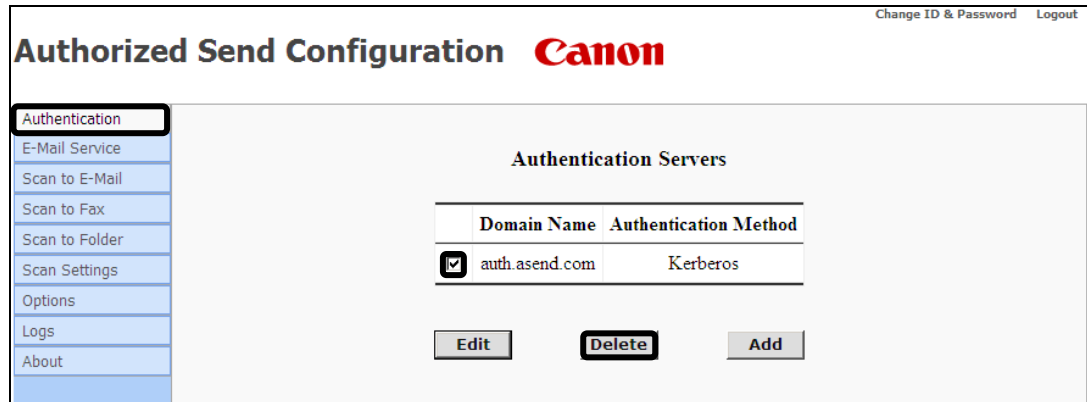 Change ID & Password Logout
Authorized Send Configuration Canon
Authentication
E-Mail Service
Scan to E-Mail
Scan to Fax
Scan to Folder
Scan Settings
Options
Logs
About
Authentication Servers
Domain Name Authentication Method
auth.asend.com Kerberos
Edit Delete Add